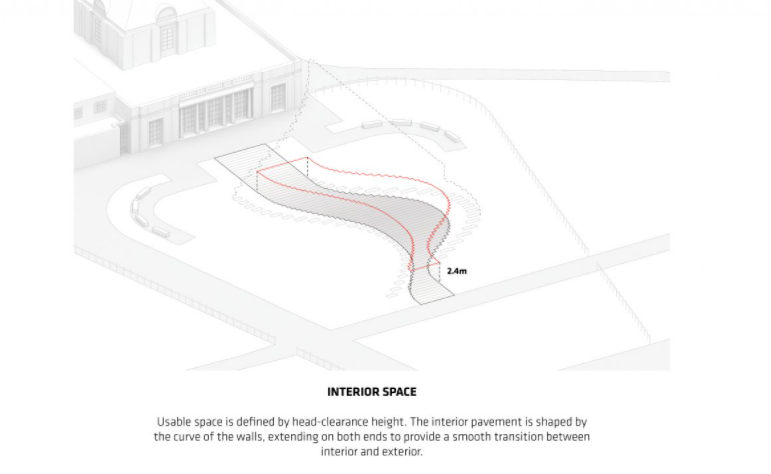 2.4m
INTERIOR SPACE
Usable space is defined by head-clearance height. The interior pavement is shaped by
the curve of the walls, extending on both ends to provide a smooth transition between
interior and exterior.